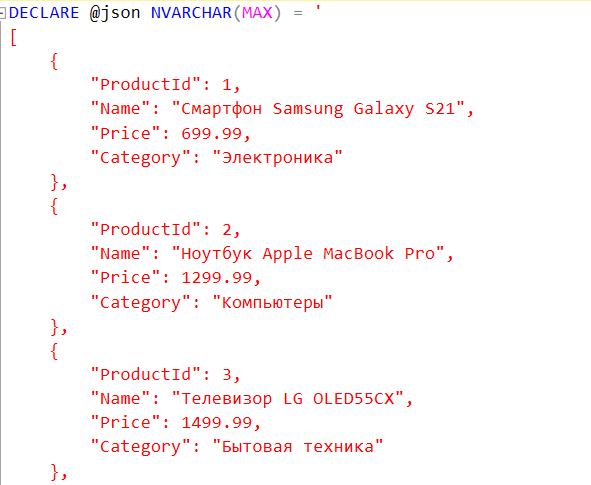 DECLARE @json NVARCHAR(MAX) = '
[
    {
        "ProductId": 1,
        "Name": "Смартфон Samsung Galaxy S21",
        "Price": 699.99,
        "Category": "Электроника"
    },
    {
        "ProductId": 2,
        "Name": "Ноутбук Apple MacBook Pro",
        "Price": 1299.99,
        "Category": "Компьютеры"
    },
    {
        "ProductId": 3,
        "Name": "Телевизор LG OLED55CX",
        "Price": 1499.99,
        "Category": "Бытовая техника"
    },